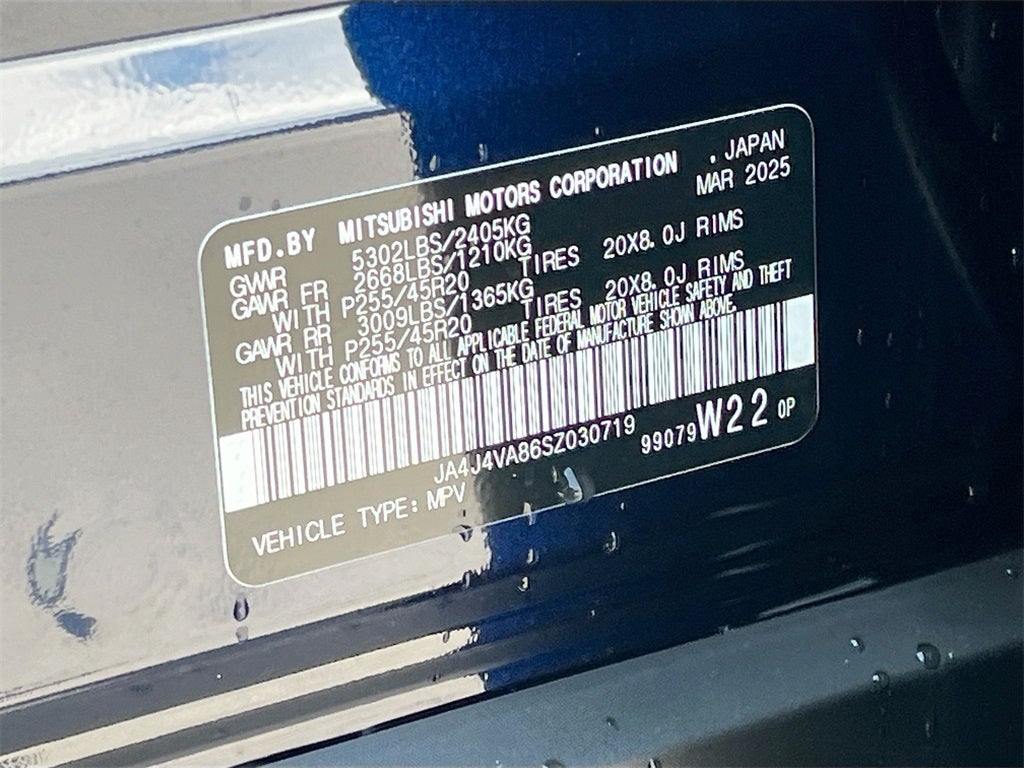 MFD.BY MITSUBISHI MOTORS CORPORATION . JAPAN
MAR 2025
GVWR 5302LBS/2405KG
GAWR FR 2668LBS/1210KG
WITH P255/45R20 TIRES 20X8.0J RIMS
GAWR RR 3009LBS/1365KG
WITH P255/45R20 TIRES 20X8.0J RIMS
THIS VEHICLE CONFORMS TO ALL APPLICABLE FEDERAL MOTOR VEHICLE SAFETY AND THEFT
PREVENTION STANDARDS IN EFFECT ON THE DATE OF MANUFACTURE SHOWN ABOVE.
JA4J4VA86SZ030719
99079 W22 0P
VEHICLE TYPE: MPV